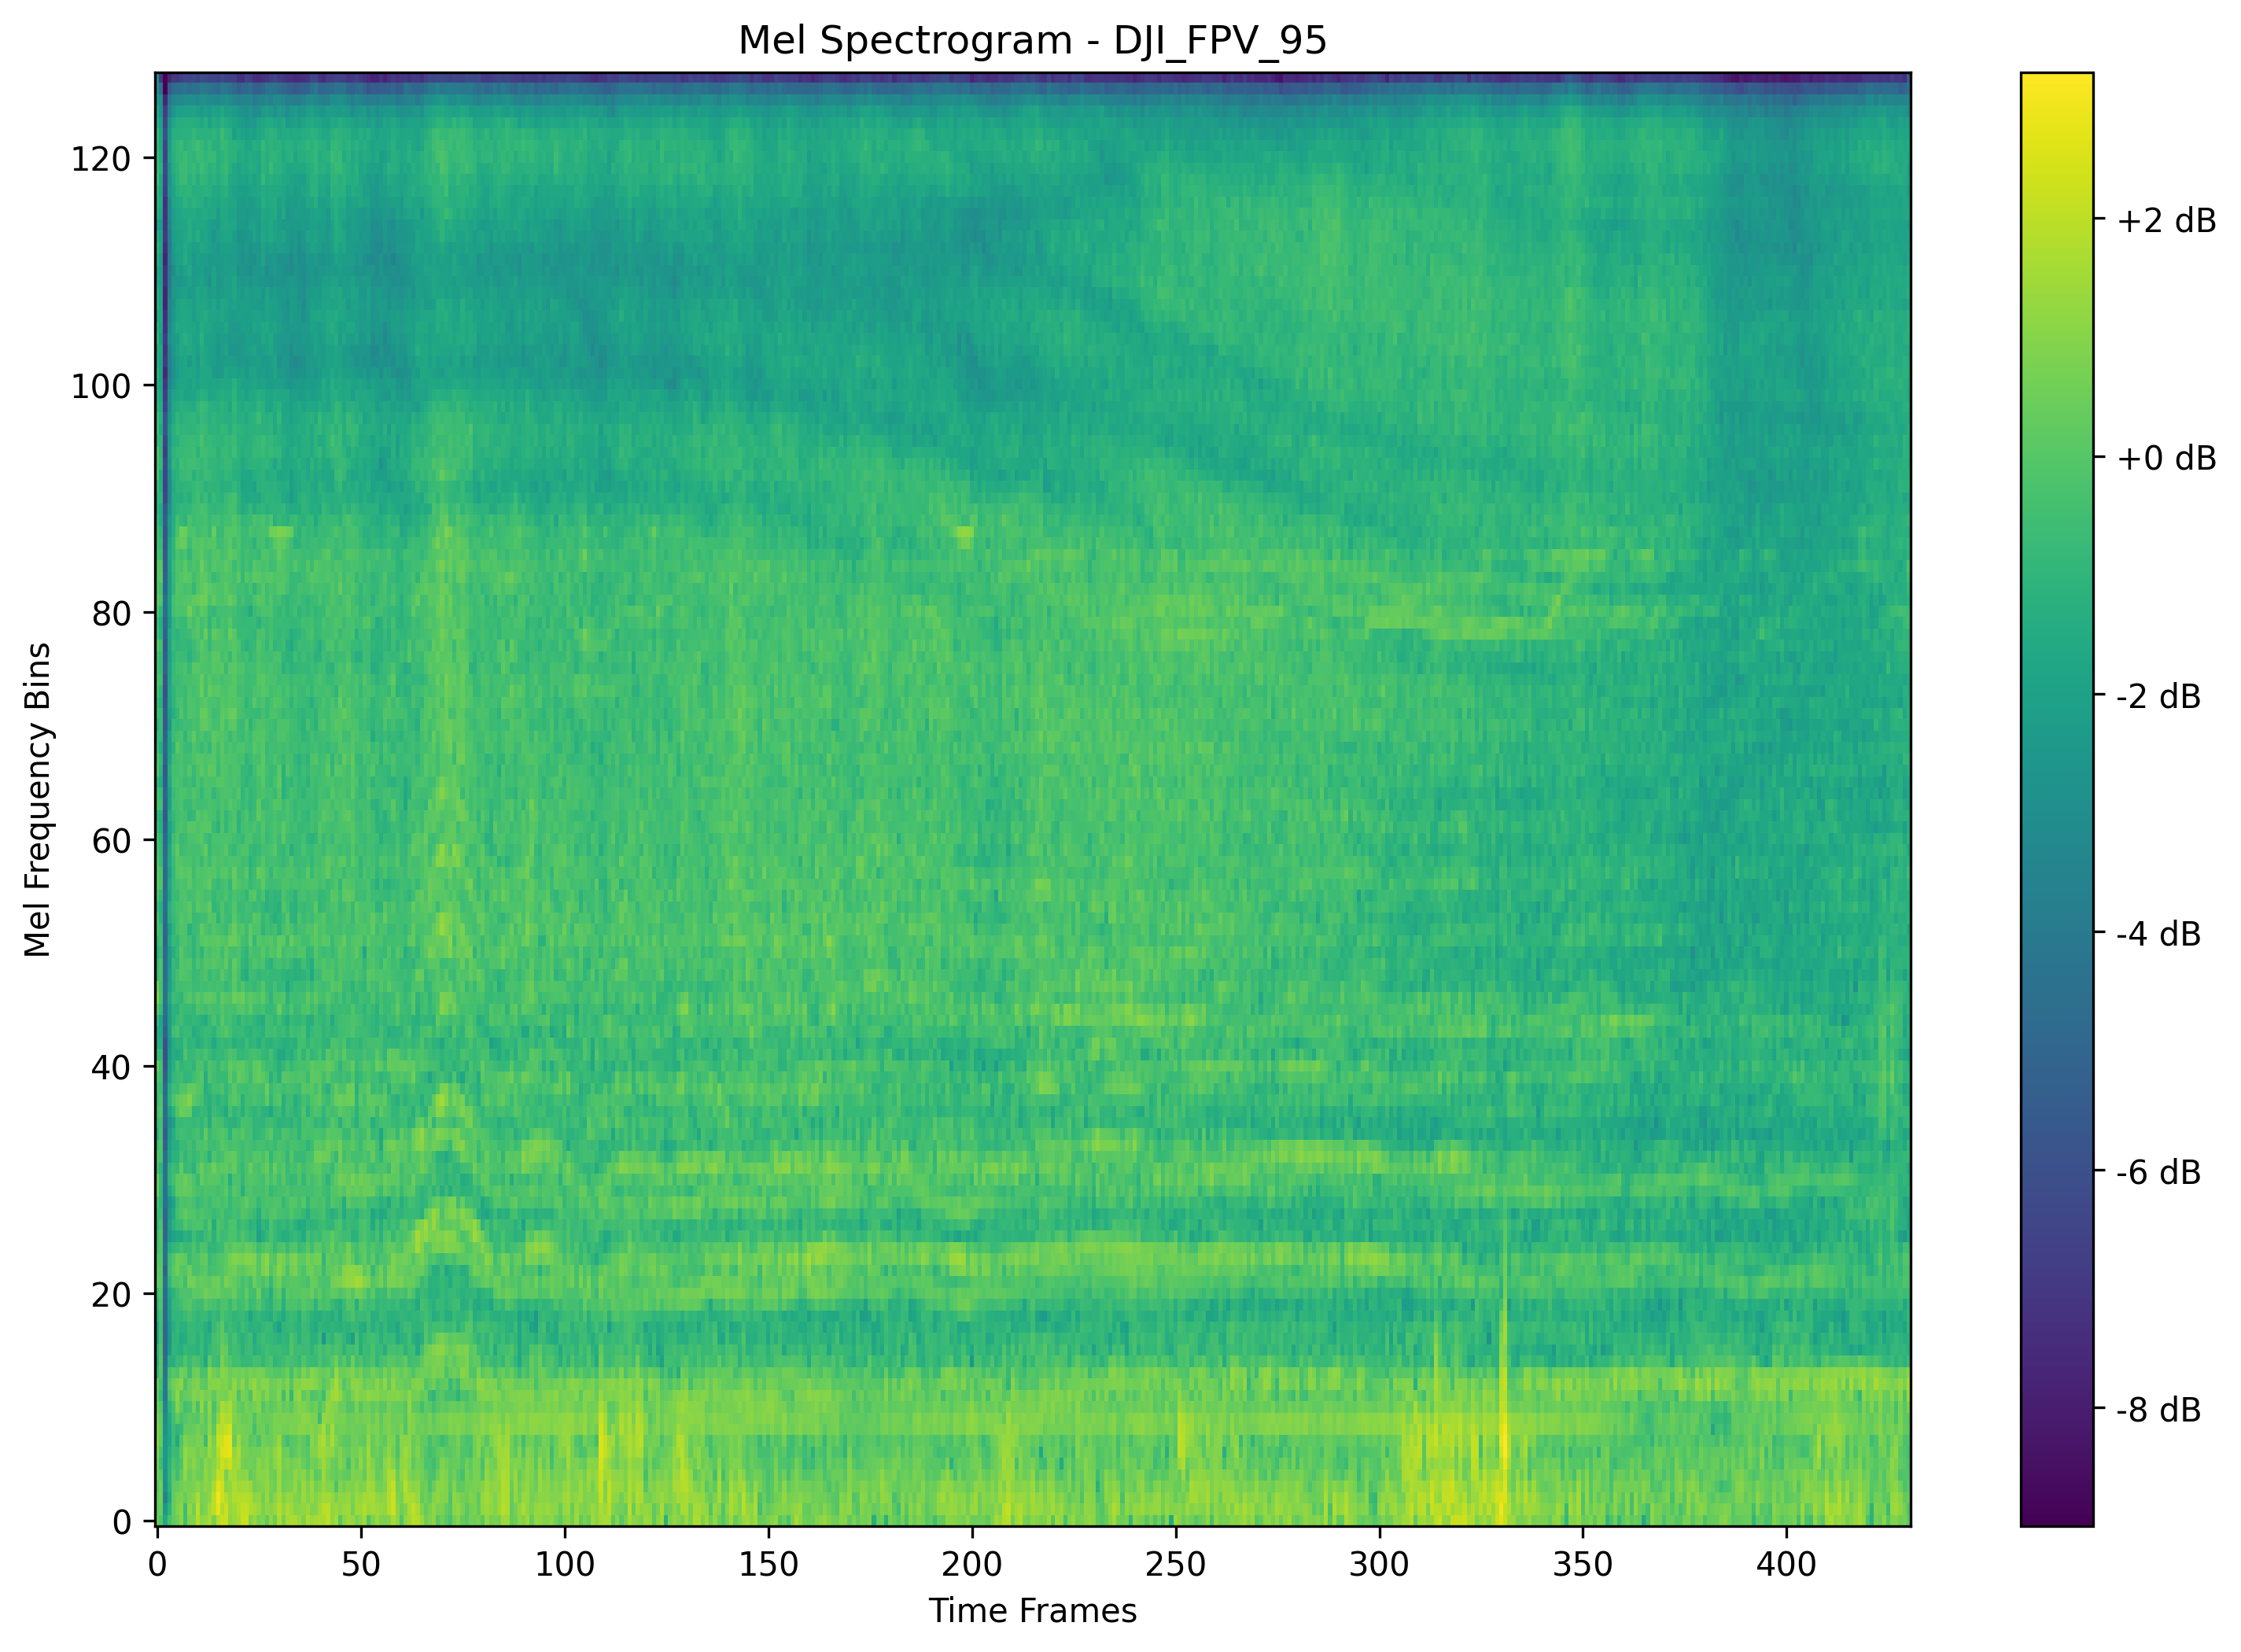 Mel Spectrogram - DJI_FPV_95
120
100
80
60
40
20
0
Mel Frequency Bins
0 50 100 150 200 250 300 350 400
Time Frames
+2 dB
+0 dB
-2 dB
-4 dB
-6 dB
-8 dB